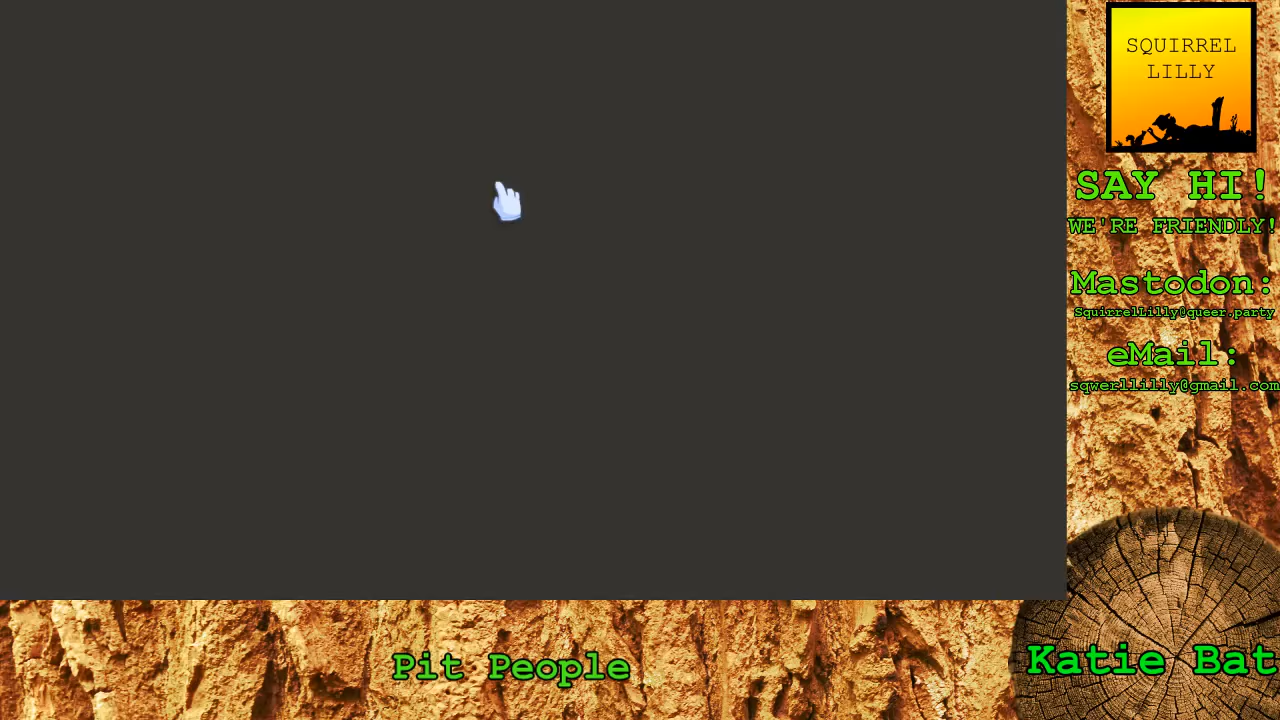 SQUIRREL
LILLY
SAY HI!
WE'RE FRIENDLY!
Mastodon:
SquirrelLilly@queer.party
eMail:
sqwerllilly@gmail.com
Pit People
Katie Bat